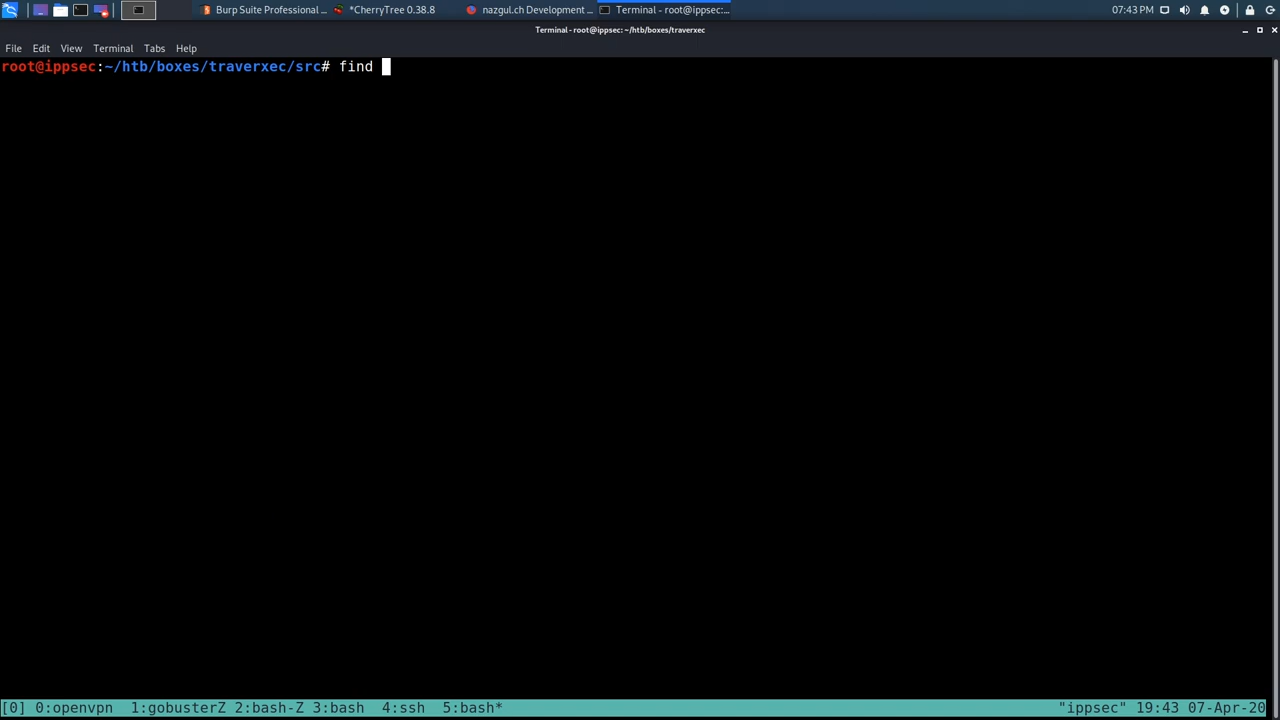 Burp Suite Professional ... *CherryTree 0.38.8 nazgul.ch Development ... Terminal - root@ippsec:... 07:43 PM
Terminal - root@ippsec: ~/htb/boxes/traverxec
File Edit View Terminal Tabs Help
root@ippsec:~/htb/boxes/traverxec/src# find
[0] 0:openvpn 1:gobusterZ 2:bash-Z 3:bash 4:ssh 5:bash* "ippsec" 19:43 07-Apr-20